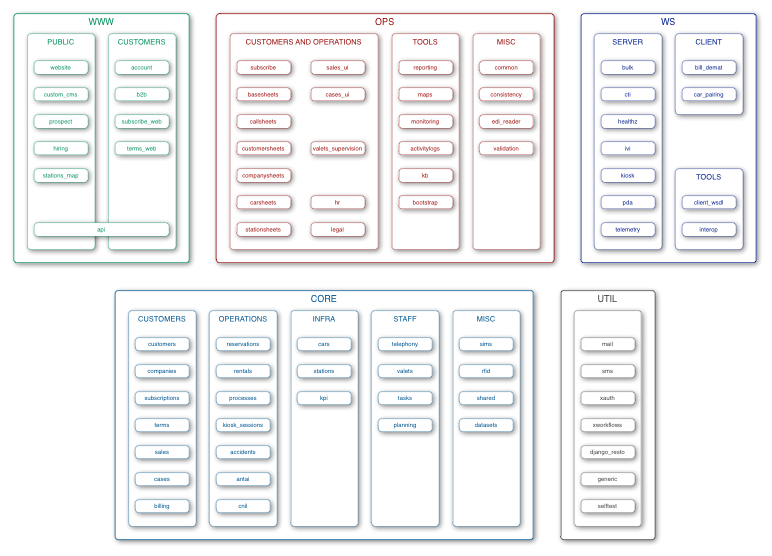 WWW
PUBLIC
website
custom_cms
prospect
hiring
stations_map
CUSTOMERS
account
b2b
subscribe_web
terms_web
api
OPS
CUSTOMERS AND OPERATIONS
subscribe
sales_ui
basesheets
cases_ui
callsheets
customersheets
valets_supervision
companysheets
carsheets
hr
stationsheets
legal
TOOLS
reporting
maps
monitoring
activitylogs
kb
bootstrap
MISC
common
consistency
edi_reader
validation
WS
SERVER
bulk
cti
healthz
ivi
kiosk
pda
telemetry
CLIENT
bill_demat
car_pairing
TOOLS
client_wsdl
interop
CORE
CUSTOMERS
customers
companies
subscriptions
terms
sales
cases
billing
OPERATIONS
reservations
rentals
processes
kiosk_sessions
accidents
antai
cnil
INFRA
cars
stations
kpi
STAFF
telephony
valets
tasks
planning
MISC
sims
rfid
shared
datasets
UTIL
mail
sms
xauth
xworkflows
django_resto
generic
selftest